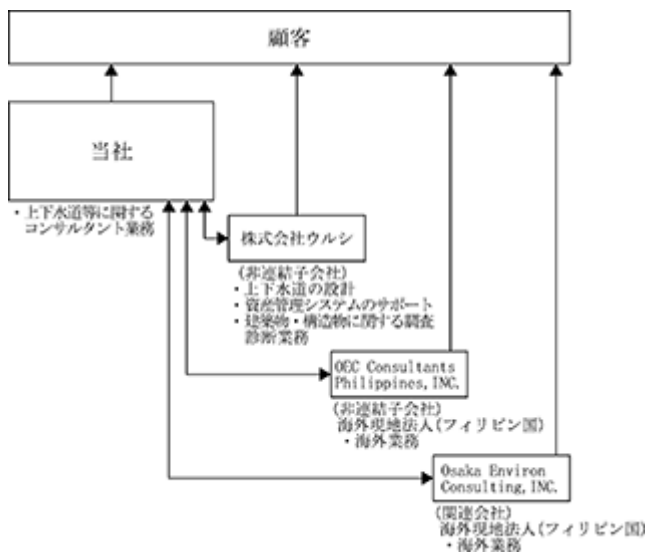 顧客
当社
・上下水道等に関する
コンサルタント業務
株式会社ウルシ
(非連結子会社)
・上下水道の設計
・資産管理システムのサポート
・建築物・構造物に関する調査
診断業務
OEC Consultants
Philippines,INC.
(非連結子会社)
海外現地法人(フィリピン国)
・海外業務
Osaka Environ
Consulting,INC.
(関連会社)
海外現地法人(フィリピン国)
・海外業務